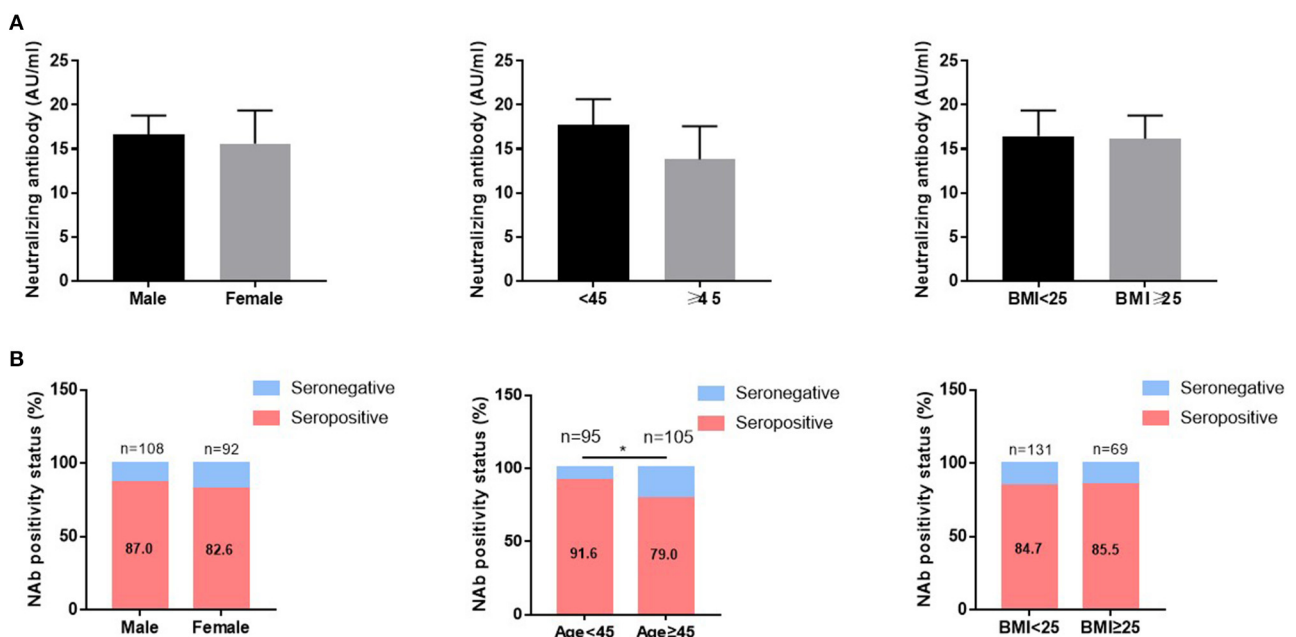 A
Neutralizing antibody (AU/ml)
25
20
15
10
5
0
Male Female
Neutralizing antibody (AU/ml)
25
20
15
10
5
0
<45 ⩾45
Neutralizing antibody (AU/ml)
25
20
15
10
5
0
BMI<25 BMI⩾25
B
NAb positivity status (%)
150
100
50
0
Seronegative
Seropositive
n=108 n=92
87.0 82.6
Male Female
NAb positivity status (%)
150
100
50
0
Seronegative
Seropositive
n=95 * n=105
91.6 79.0
Age<45 Age≥45
NAb positivity status (%)
150
100
50
0
Seronegative
Seropositive
n=131 n=69
84.7 85.5
BMI<25 BMI≥25